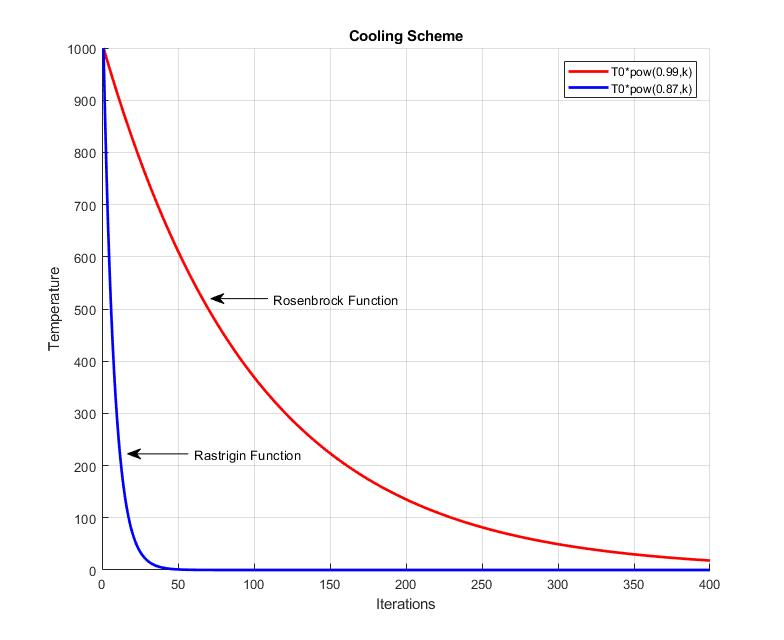 Cooling Scheme
1000
900
800
700
600
500
400
300
200
100
0
Temperature
T0*pow(0.99,k)
T0*pow(0.87,k)
Rosenbrock Function
Rastrigin Function
0 50 100 150 200 250 300 350 400
Iterations